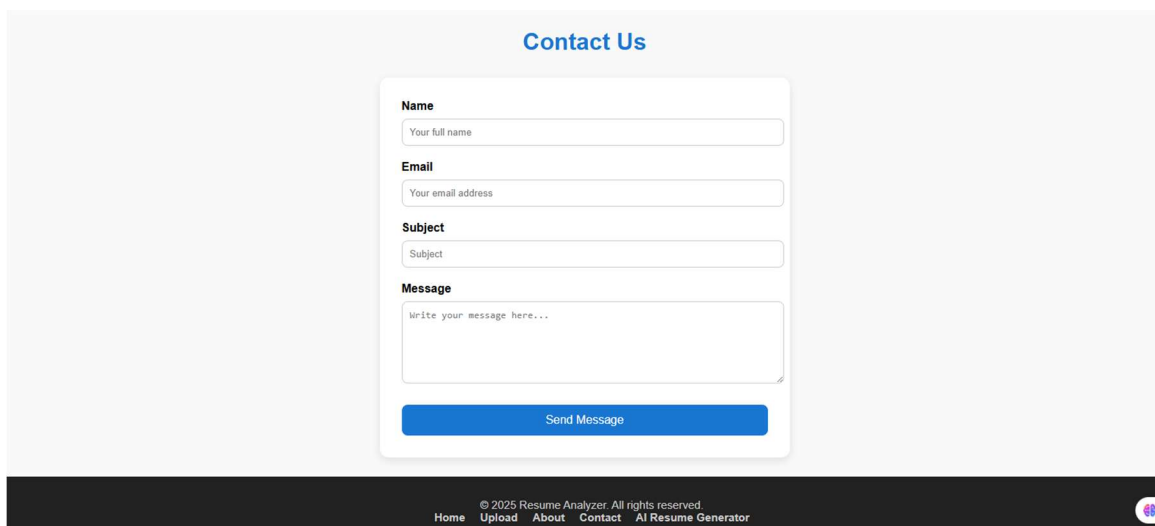 Contact Us
Name
Your full name
Email
Your email address
Subject
Subject
Message
Write your message here...
Send Message
© 2025 Resume Analyzer. All rights reserved.
Home Upload About Contact AI Resume Generator